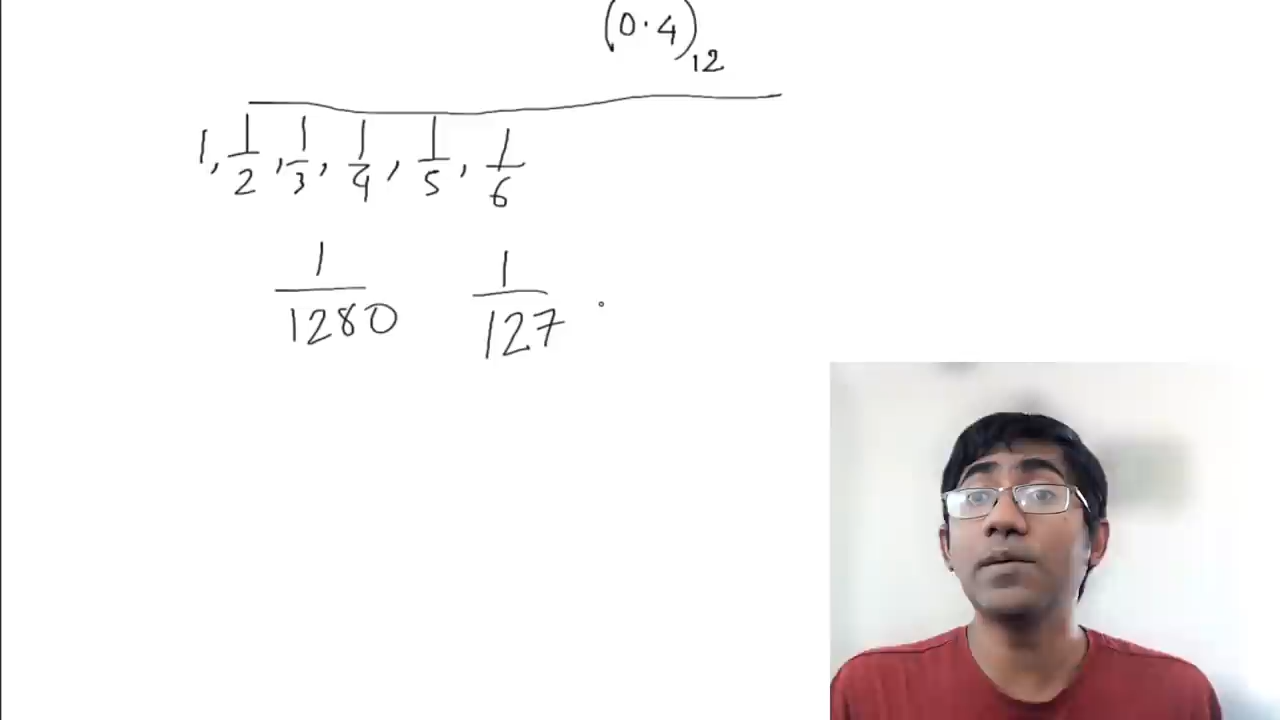 (0.4)₁₂
1, 1/2, 1/3, 1/4, 1/5, 1/6
1/1280 1/127